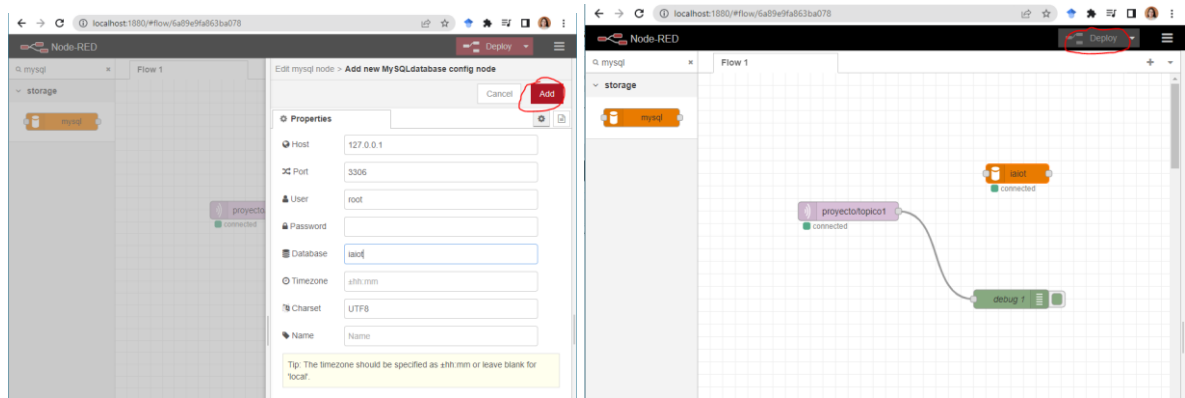 localhost:1880/#flow/6a89e9fa863ba078
Node-RED
Deploy
mysql
Flow 1
storage
mysql
proyecto
connected
Edit mysql node > Add new MySQLdatabase config node
Cancel
Add
Properties
Host
127.0.0.1
Port
3306
User
root
Password
Database
iaiot
Timezone
±hh:mm
Charset
UTF8
Name
Name
Tip: The timezone should be specified as ±hh:mm or leave blank for
'local'.
localhost:1880/#flow/6a89e9fa863ba078
Node-RED
Deploy
mysql
Flow 1
storage
mysql
iaiot
connected
proyecto/topico1
connected
debug 1